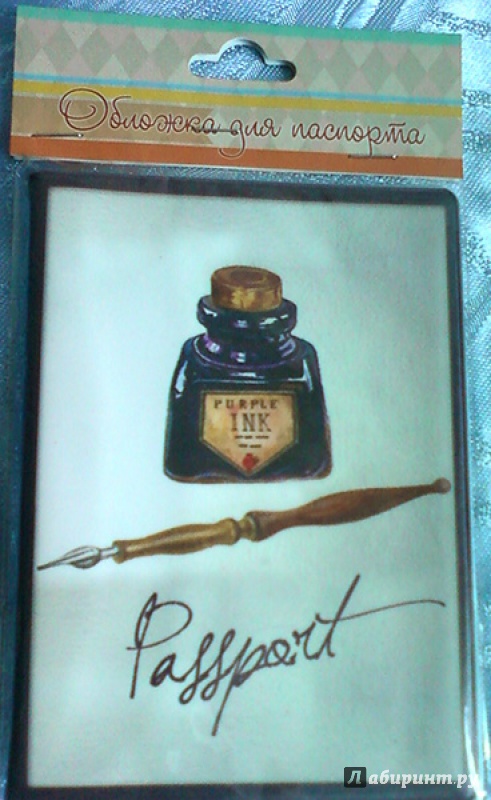 Обложка для паспорта
PURPLE
INK
Passport
Лабиринт.ру